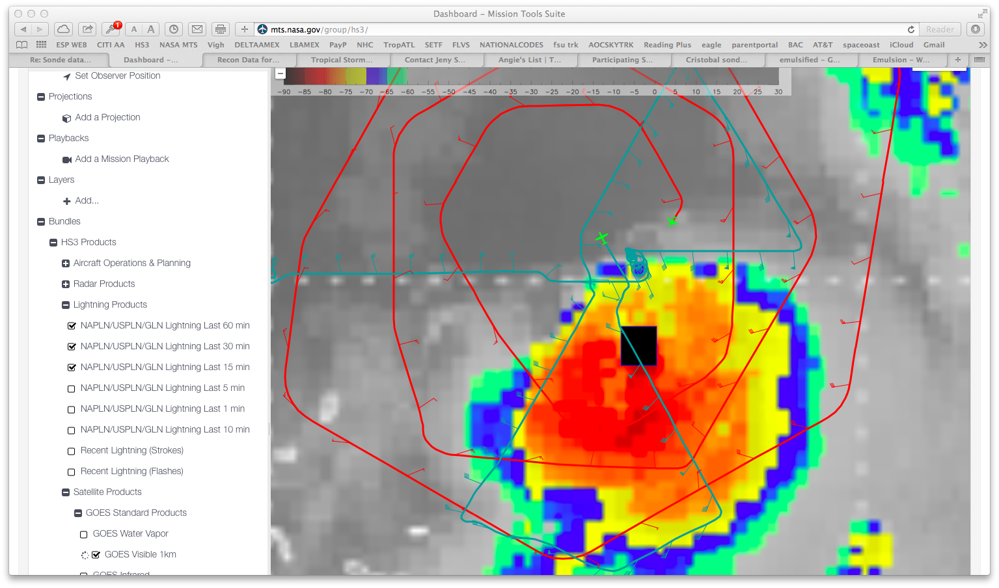 Dashboard – Mission Tools Suite
1
A A
mts.nasa.gov/group/hs3/
Reader
ESP WEB CITI AA HS3 NASA MTS Vigh DELTAAMEX LBAMEX PayP NHC TropATL SETF FLVS NATIONALCODES fsu trk AOCSKYTRK Reading Plus eagle parentportal BAC AT&T spaceoast iCloud Gmail
Re: Sonde data... Dashboard –... Recon Data for... Tropical Storm... Contact Jeny S... Angie's List | T... Participating S... Cristobal sond... emulsified – G... Emulsion – W...
Set Observer Position
Projections
Add a Projection
Playbacks
Add a Mission Playback
Layers
Add...
Bundles
HS3 Products
Aircraft Operations & Planning
Radar Products
Lightning Products
NAPLN/USPLN/GLN Lightning Last 60 min
NAPLN/USPLN/GLN Lightning Last 30 min
NAPLN/USPLN/GLN Lightning Last 15 min
NAPLN/USPLN/GLN Lightning Last 5 min
NAPLN/USPLN/GLN Lightning Last 1 min
NAPLN/USPLN/GLN Lightning Last 10 min
Recent Lightning (Strokes)
Recent Lightning (Flashes)
Satellite Products
GOES Standard Products
GOES Water Vapor
GOES Visible 1km
GOES Infrared
-90 -85 -80 -75 -70 -65 -60 -55 -50 -45 -40 -35 -30 -25 -20 -15 -10 -5 0 5 10 15 20 25 30